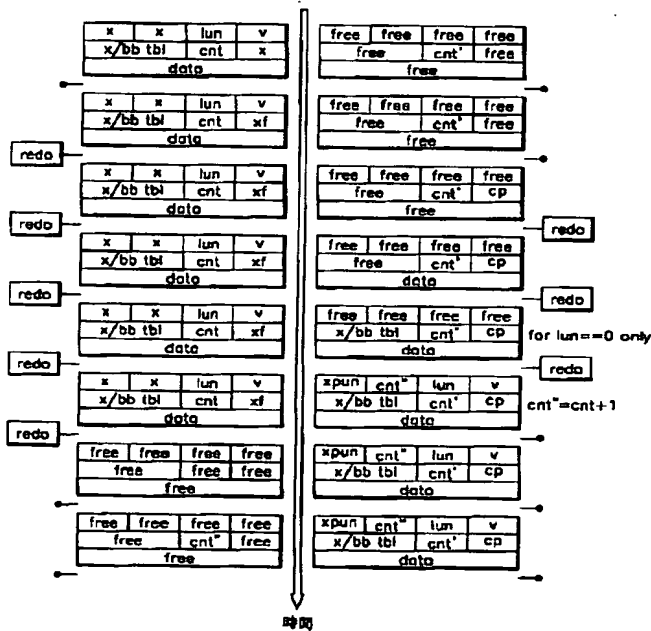 x x lun v
x/bb tbl cnt x
data
x x lun v
x/bb tbl cnt xf
data
redo
x x lun v
x/bb tbl cnt xf
data
redo
x x lun v
x/bb tbl cnt xf
data
redo
x x lun v
x/bb tbl cnt xf
data
redo
x x lun v
x/bb tbl cnt xf
data
redo
free free free free
free free free
free
free free free free
free cnt" free
free
free free free free
free cnt' free
free
free free free free
free cnt' free
free
free free free free
free cnt' cp
free
redo
free free free free
free cnt' cp
data
redo
free free free free
x/bb tbl cnt' cp
data
for lun==0 only
redo
xpun cnt" lun v
x/bb tbl cnt' cp
data
cnt"=cnt+1
xpun cnt" lun v
x/bb tbl cnt' cp
data
xpun cnt" lun v
x/bb tbl cnt' cp
data
時間